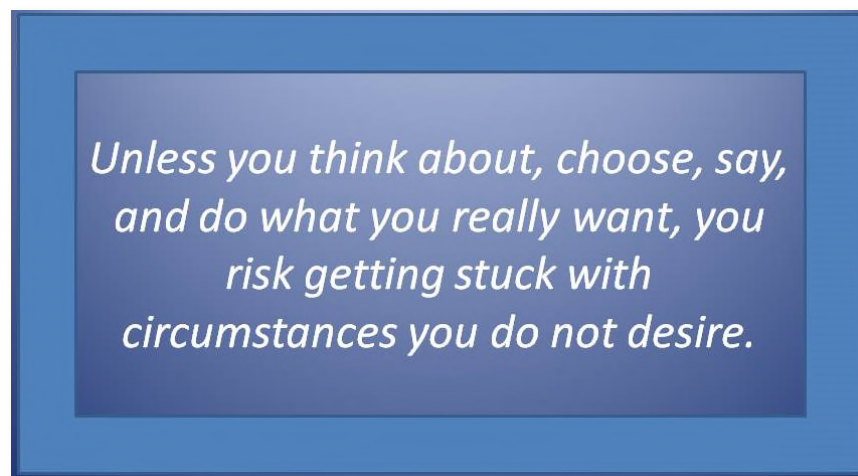 Unless you think about, choose, say,
and do what you really want, you
risk getting stuck with
circumstances you do not desire.